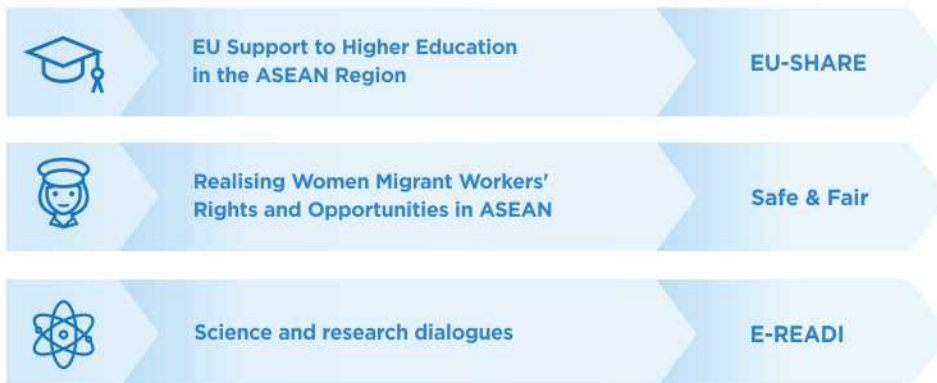 EU Support to Higher Education
in the ASEAN Region
EU-SHARE
Realising Women Migrant Workers'
Rights and Opportunities in ASEAN
Safe & Fair
Science and research dialogues
E-READI